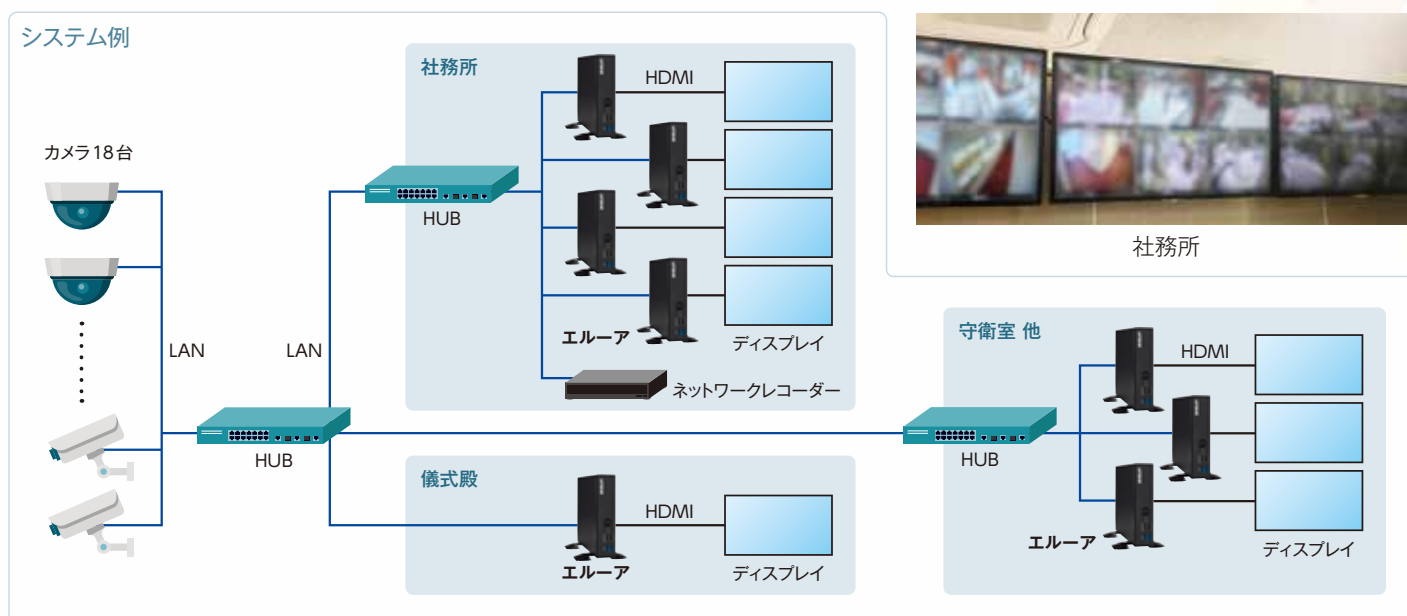 システム例
カメラ18台
LAN
LAN
HUB
社務所
HUB
HDMI
エルーア
ディスプレイ
ネットワークレコーダー
儀式殿
HDMI
エルーア
ディスプレイ
社務所
守衛室 他
HUB
HDMI
エルーア
ディスプレイ